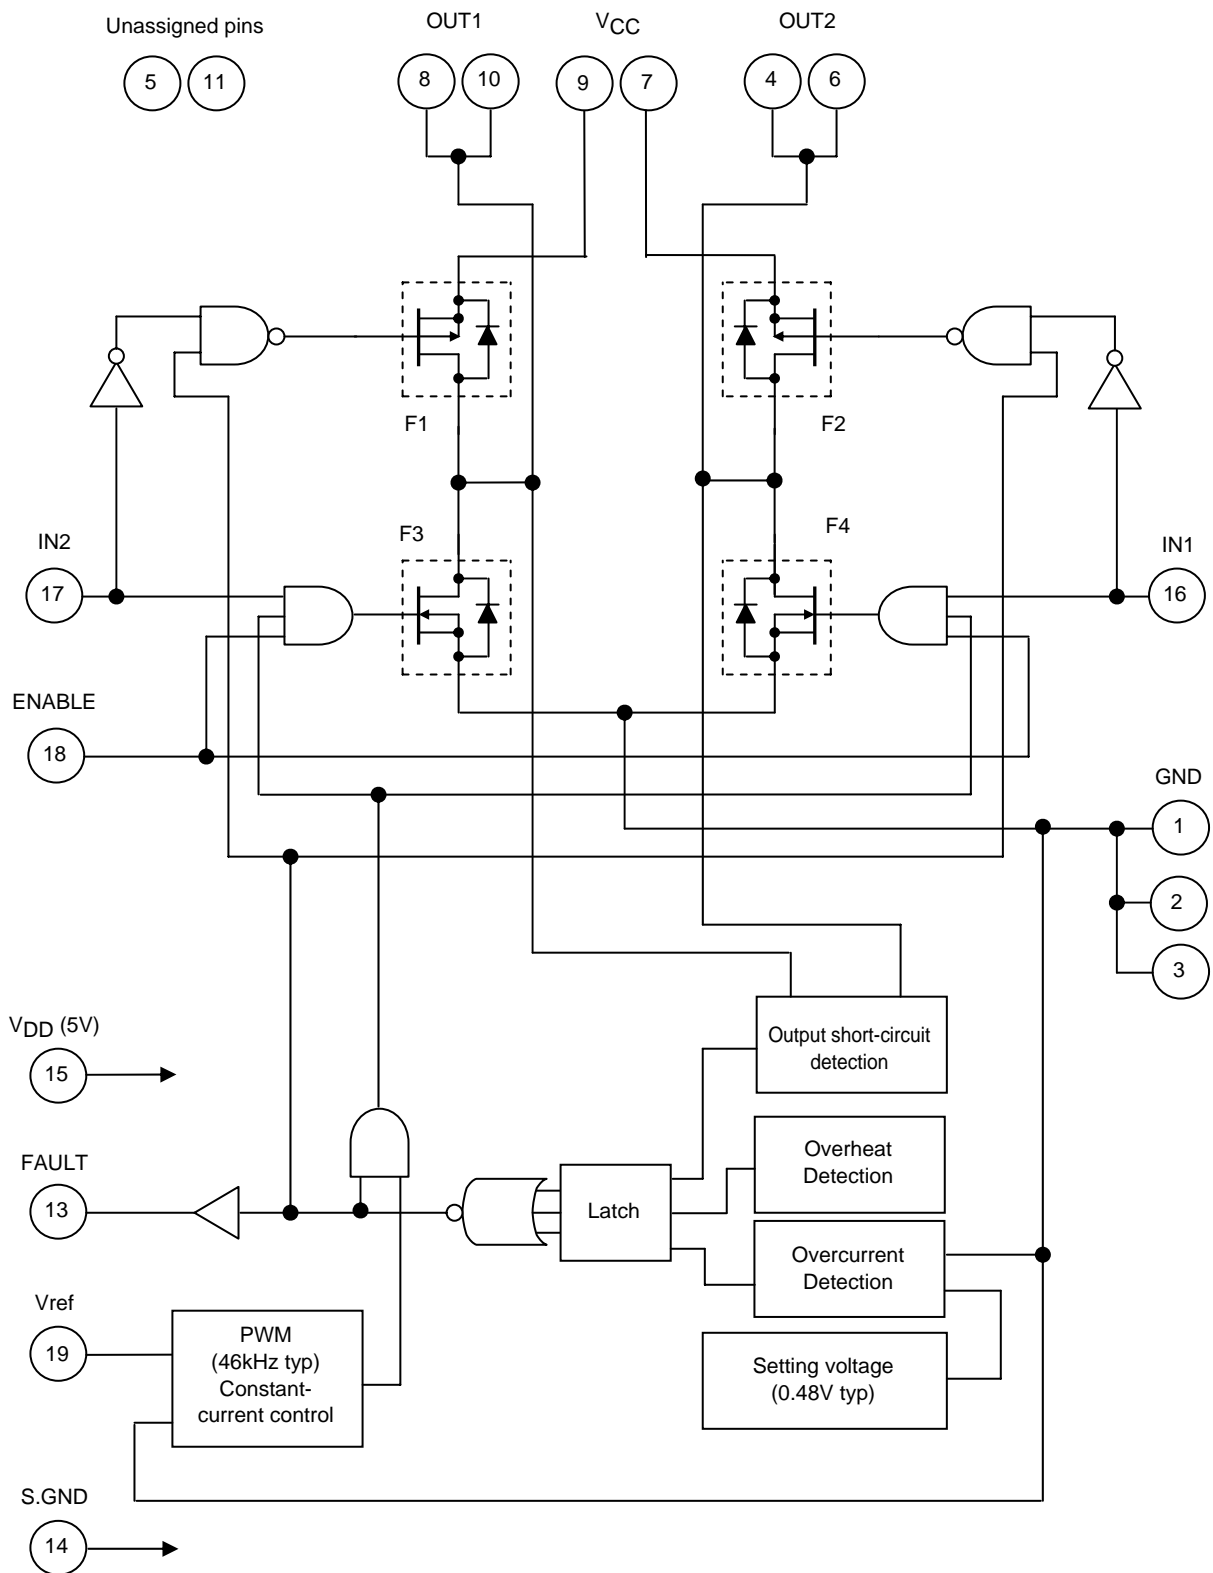 Unassigned pins
OUT1
VCC
OUT2
5
11
8
10
9
7
4
6
F1
F2
F3
F4
IN2
17
IN1
16
ENABLE
18
GND
1
2
3
VDD (5V)
15
Output short-circuit
detection
Overheat
Detection
FAULT
13
Latch
Overcurrent
Detection
Vref
19
PWM
(46kHz typ)
Constant-
current control
Setting voltage
(0.48V typ)
S.GND
14